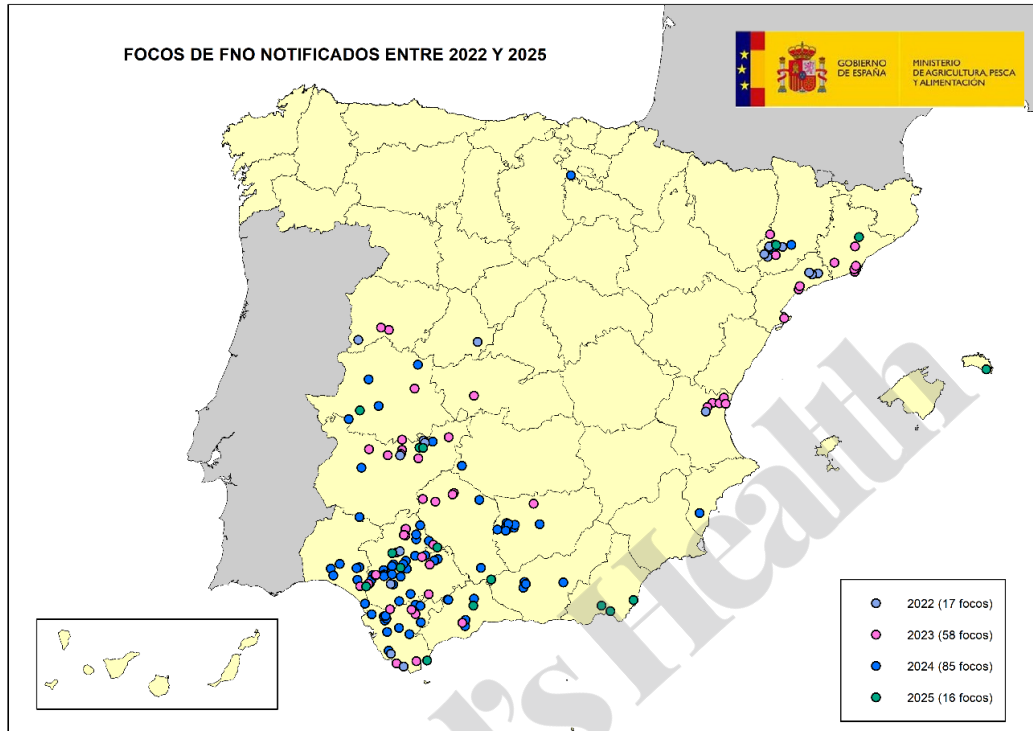 FOCOS DE FNO NOTIFICADOS ENTRE 2022 Y 2025
GOBIERNO
DE ESPAÑA
MINISTERIO
DE AGRICULTURA, PESCA
Y ALIMENTACIÓN
2022 (17 focos)
2023 (58 focos)
2024 (85 focos)
2025 (16 focos)
's Health